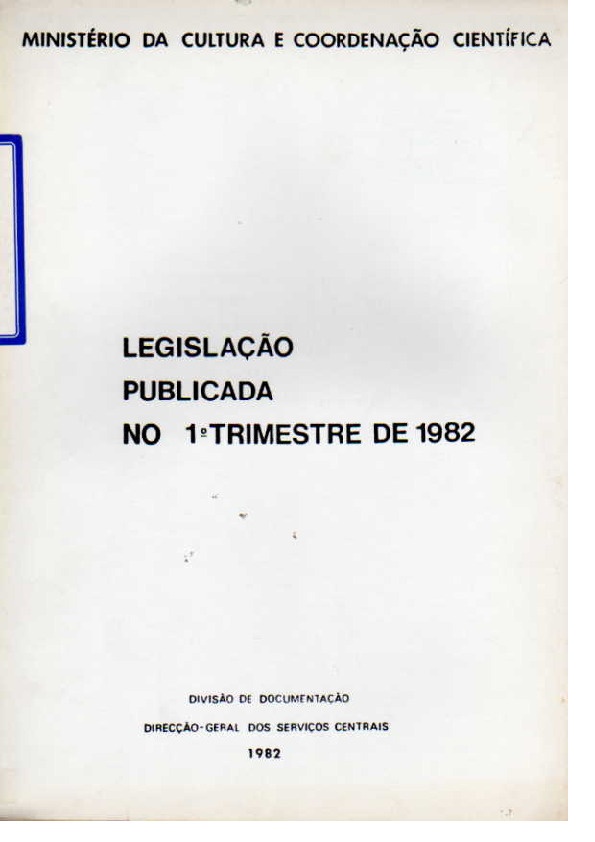 MINISTÉRIO DA CULTURA E COORDENAÇÃO CIENTÍFICA
LEGISLAÇÃO
PUBLICADA
NO 1º TRIMESTRE DE 1982
DIVISÃO DE DOCUMENTAÇÃO
DIRECÇÃO-GERAL DOS SERVIÇOS CENTRAIS
1982